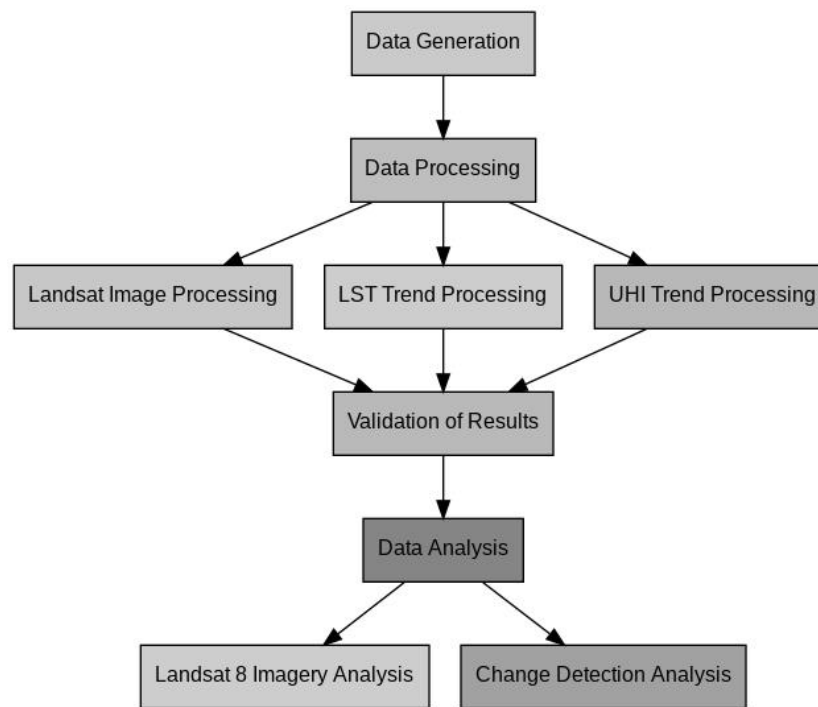 Data Generation
Data Processing
Landsat Image Processing
LST Trend Processing
UHI Trend Processing
Validation of Results
Data Analysis
Landsat 8 Imagery Analysis
Change Detection Analysis